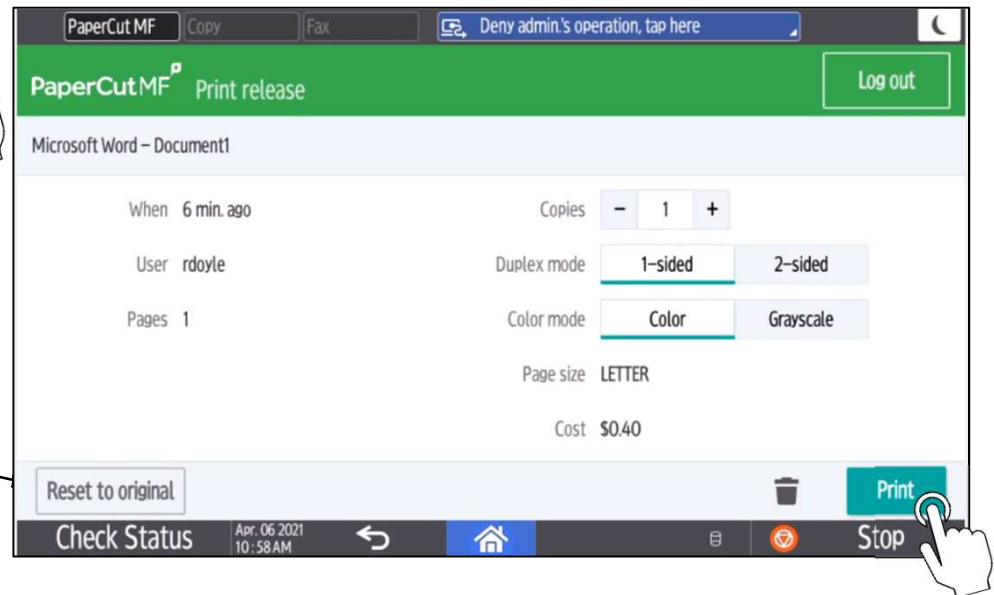 PaperCut MF Copy Fax Deny admin.'s operation, tap here
PaperCutMF Print release Log out
Microsoft Word – Document1
When 6 min. ago Copies – 1 +
User rdoyle Duplex mode 1–sided 2–sided
Pages 1 Color mode Color Grayscale
Page size LETTER
Cost $0.40
Reset to original Print
Check Status Apr. 06 2021 Stop
10:58 AM